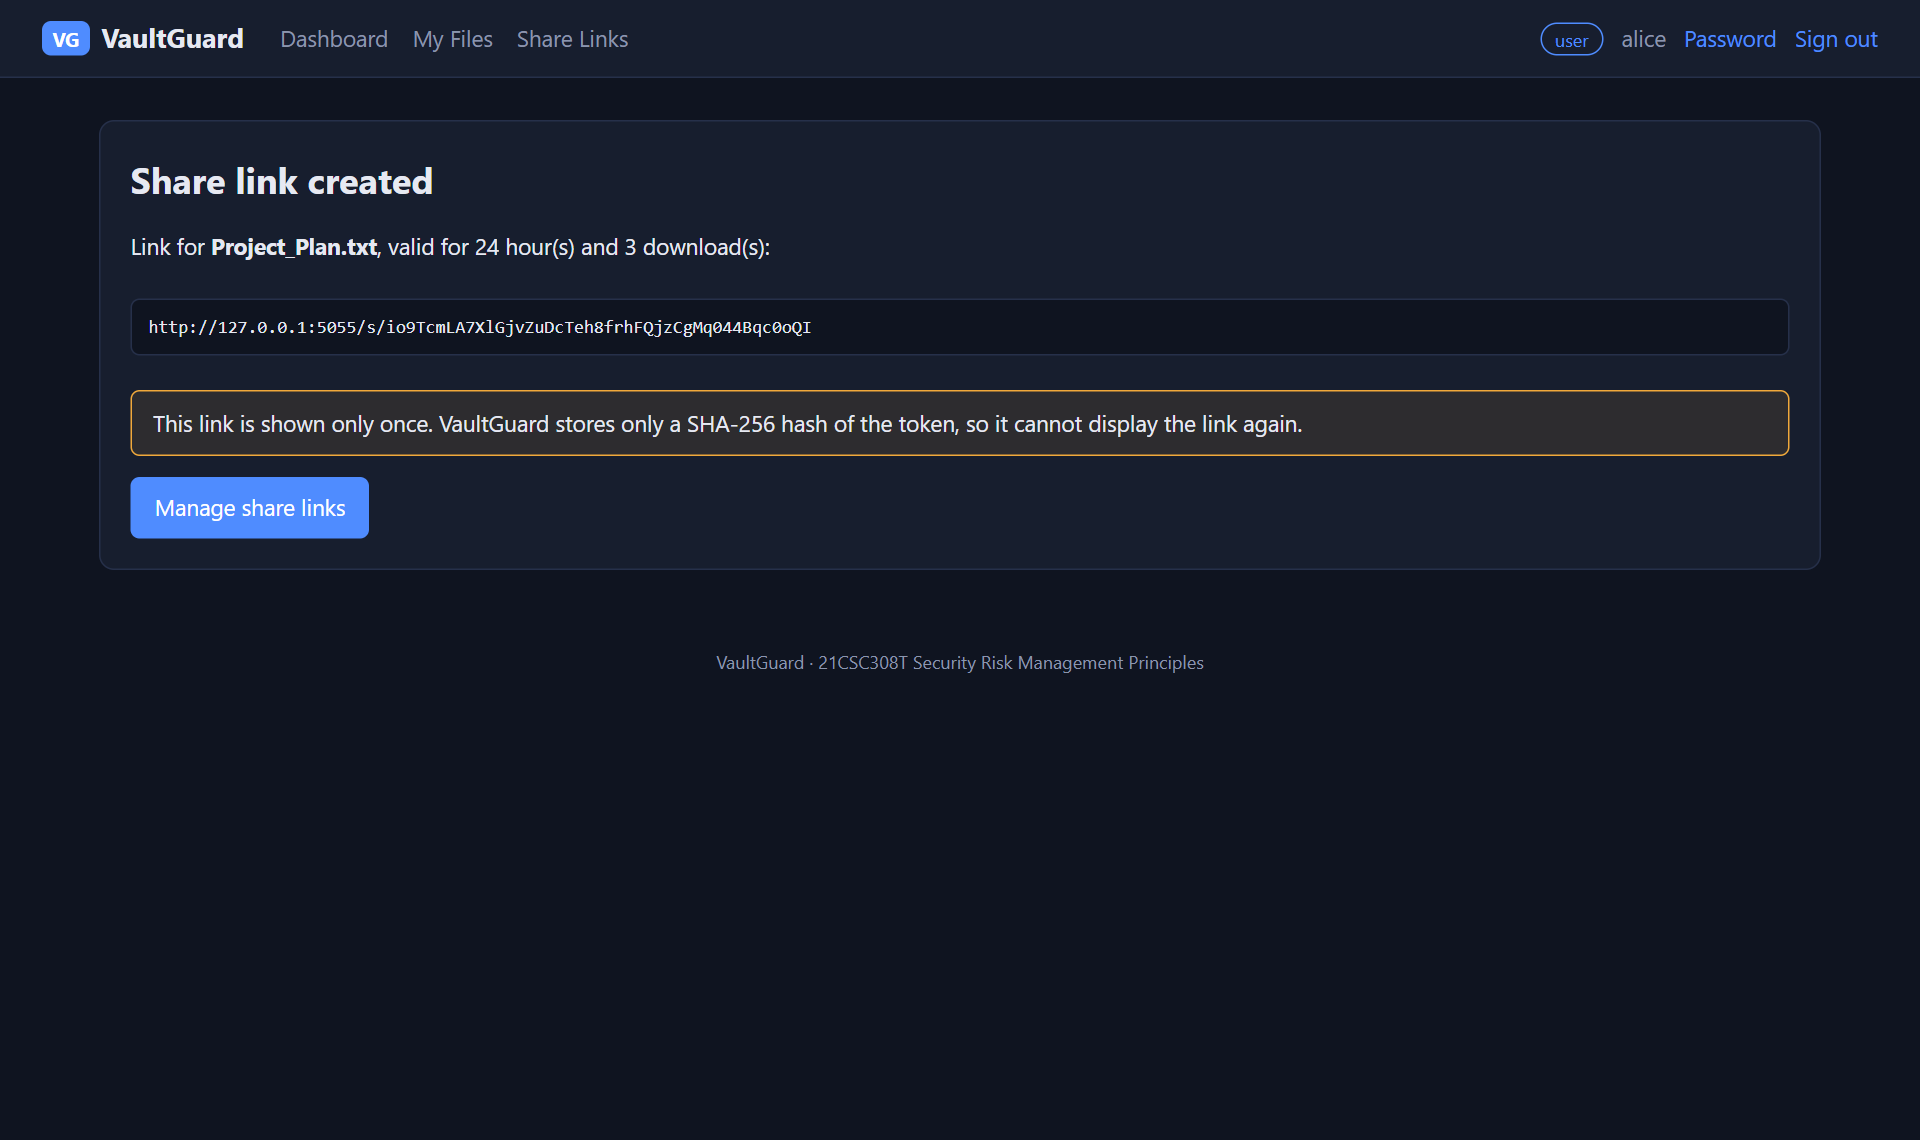 VG VaultGuard Dashboard My Files Share Links user alice Password Sign out
Share link created
Link for Project_Plan.txt, valid for 24 hour(s) and 3 download(s):
http://127.0.0.1:5055/s/io9TcmLA7XlGjvZuDcTeh8frhFQjzCgMq044Bqc0oQI
This link is shown only once. VaultGuard stores only a SHA-256 hash of the token, so it cannot display the link again.
Manage share links
VaultGuard · 21CSC308T Security Risk Management Principles